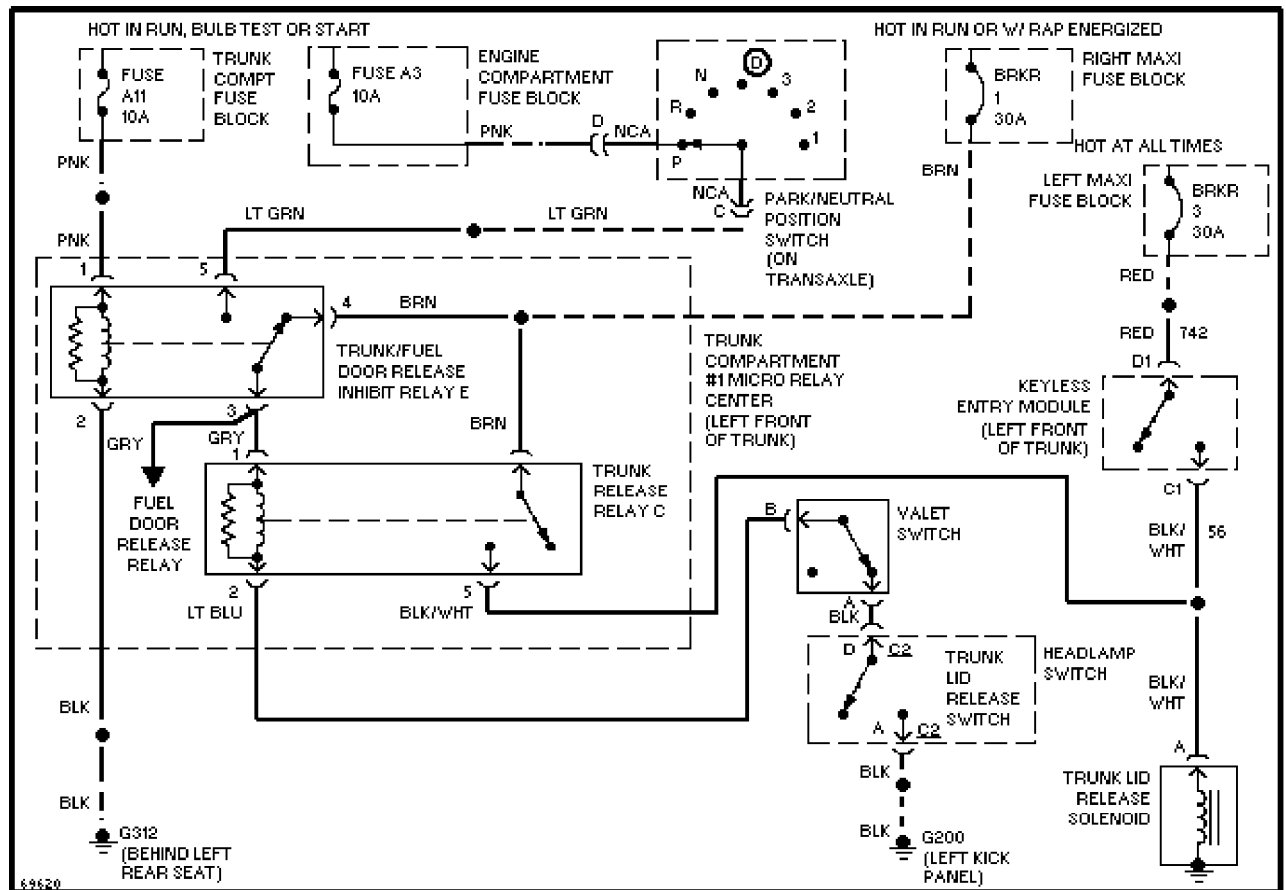 HOT IN RUN, BULB TEST OR START
HOT IN RUN OR W/ RAP ENERGIZED
FUSE
A11
10A
TRUNK
COMPT
FUSE
BLOCK
FUSE A3
10A
ENGINE
COMPARTMENT
FUSE BLOCK
D
N
3
R
2
P
1
BRKR
1
30A
RIGHT MAXI
FUSE BLOCK
PNK
D
NCA
PNK
NCA
C
PARK/NEUTRAL
POSITION
SWITCH
(ON
TRANSAXLE)
BRN
HOT AT ALL TIMES
LEFT MAXI
FUSE BLOCK
BRKR
3
30A
LT GRN
LT GRN
PNK
RED
1
5
4
BRN
RED
742
D1
TRUNK/FUEL
DOOR RELEASE
INHIBIT RELAY E
TRUNK
COMPARTMENT
#1 MICRO RELAY
CENTER
(LEFT FRONT
OF TRUNK)
KEYLESS
ENTRY MODULE
(LEFT FRONT
OF TRUNK)
2
3
GRY
GRY
BRN
1
FUEL
DOOR
RELEASE
RELAY
TRUNK
RELEASE
RELAY C
C1
B
VALET
SWITCH
BLK/
WHT
56
2
LT BLU
5
BLK/WHT
A
BLK
D
C2
TRUNK
LID
RELEASE
SWITCH
HEADLAMP
SWITCH
A
C2
BLK/
WHT
BLK
BLK
A
TRUNK LID
RELEASE
SOLENOID
BLK
G312
(BEHIND LEFT
REAR SEAT)
BLK
G200
(LEFT KICK
PANEL)
69620